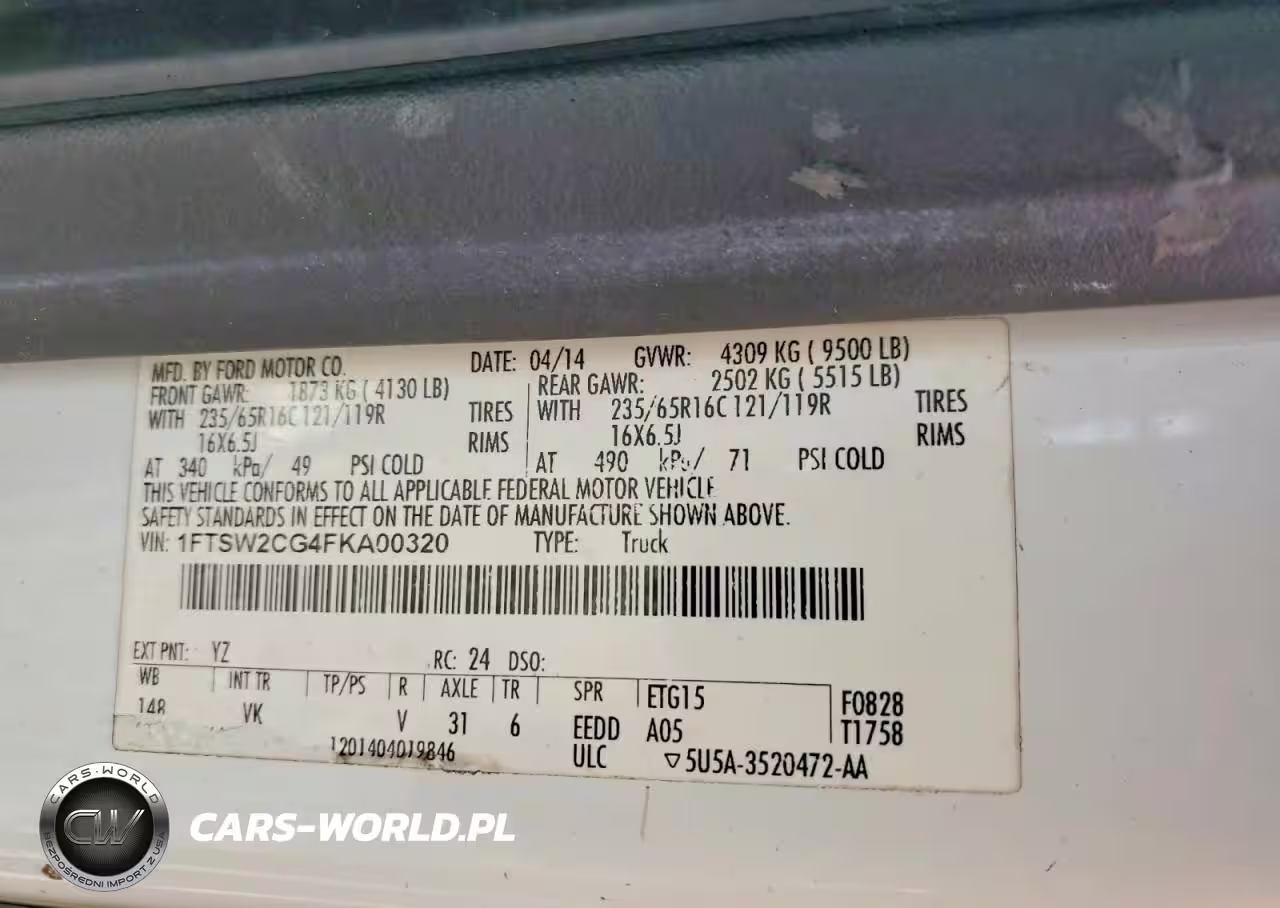 MFD. BY FORD MOTOR CO. DATE: 04/14 GVWR: 4309 KG ( 9500 LB)
FRONT GAWR: 1873 KG ( 4130 LB) REAR GAWR: 2502 KG ( 5515 LB)
WITH 235/65R16C 121/119R TIRES WITH 235/65R16C 121/119R TIRES
16X6.5J RIMS 16X6.5J RIMS
AT 340 kPa/ 49 PSI COLD AT 490 kPa/ 71 PSI COLD
THIS VEHICLE CONFORMS TO ALL APPLICABLE FEDERAL MOTOR VEHICLE
SAFETY STANDARDS IN EFFECT ON THE DATE OF MANUFACTURE SHOWN ABOVE.
VIN: 1FTSW2CG4FKA00320 TYPE: Truck
EXT PNT: YZ RC: 24 DSO:
WB INT TR TP/PS R AXLE TR SPR ETG15 F0828
148 VK V 31 6 EEDD A05 T1758
1201404019846 ULC ▽5U5A-3520472-AA
CARS-WORLD
CW
BEZPOŚREDNI IMPORT Z USA
CARS-WORLD.PL